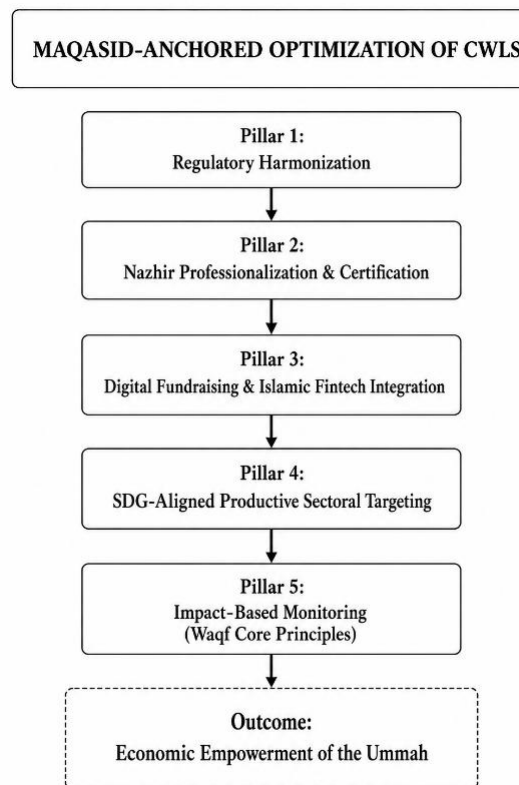 MAQASID-ANCHORED OPTIMIZATION OF CWLS
Pillar 1:
Regulatory Harmonization
Pillar 2:
Nazhir Professionalization & Certification
Pillar 3:
Digital Fundraising & Islamic Fintech Integration
Pillar 4:
SDG-Aligned Productive Sectoral Targeting
Pillar 5:
Impact-Based Monitoring
(Waqf Core Principles)
Outcome:
Economic Empowerment of the Ummah